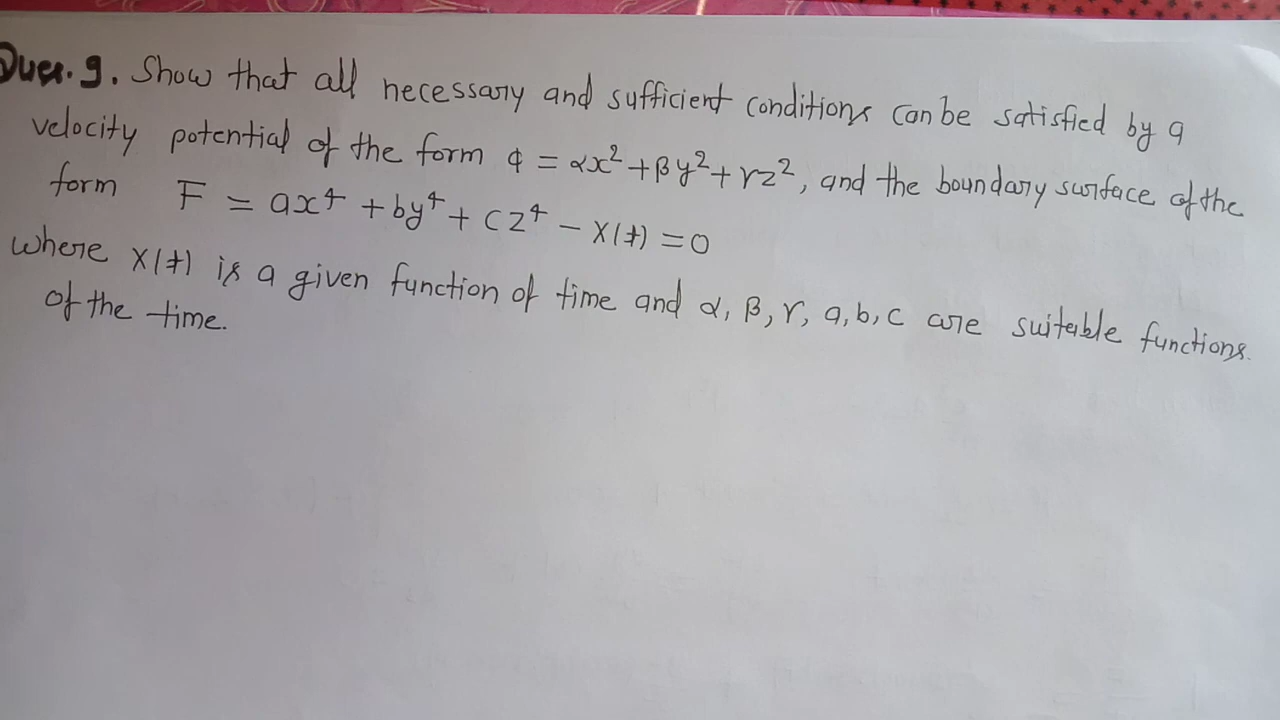 Ques. 9. Show that all necessary and sufficient conditions can be satisfied by a
velocity potential of the form φ = αx² + βy² + rz², and the boundary surface of the
form F = ax⁴ + by⁴ + cz⁴ – X(t) = 0
where X(t) is a given function of time and α, β, r, a, b, c are suitable functions.
of the time.